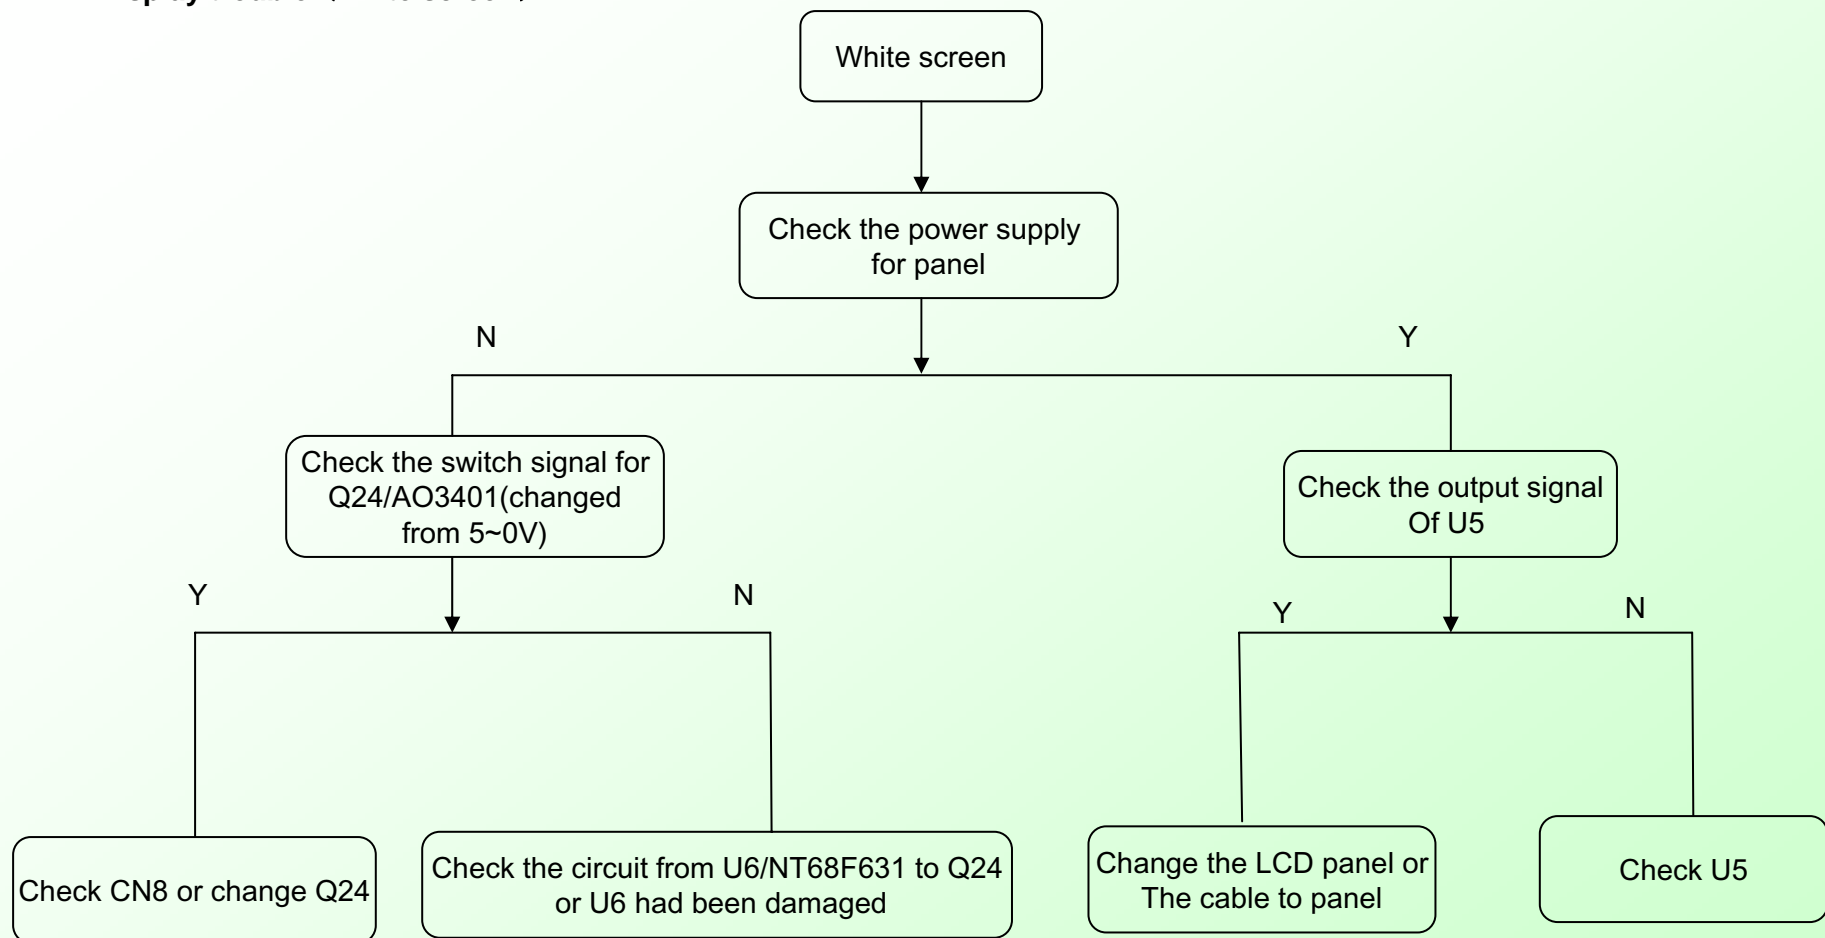 White screen
Check the power supply
for panel
N
Y
Check the switch signal for
Q24/AO3401(changed
from 5~0V)
Check the output signal
Of U5
Y
N
Y
N
Check CN8 or change Q24
Check the circuit from U6/NT68F631 to Q24
or U6 had been damaged
Change the LCD panel or
The cable to panel
Check U5